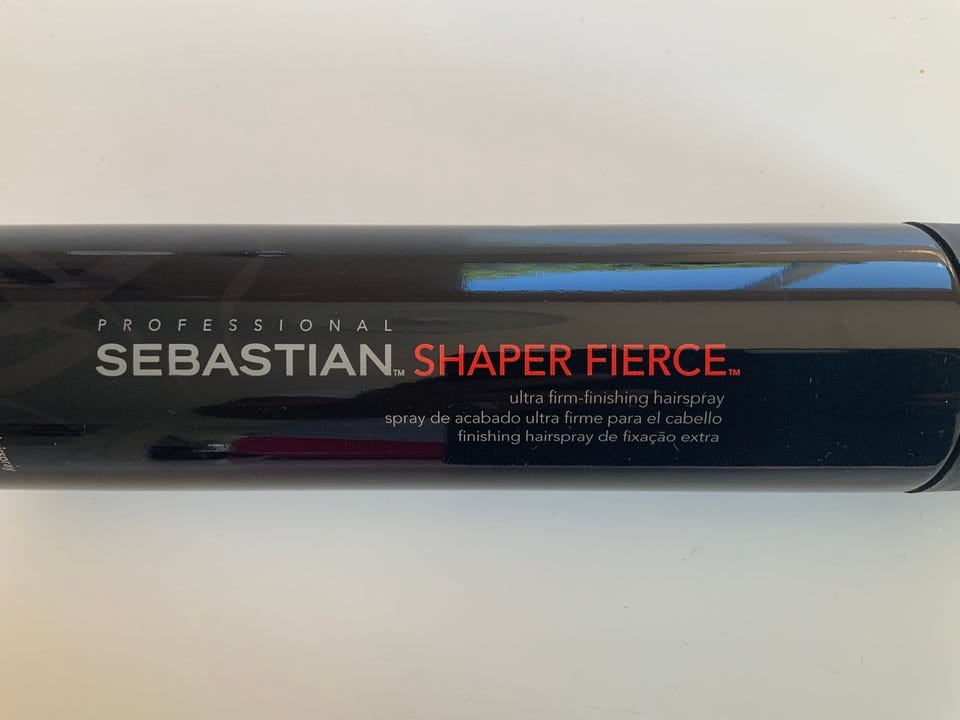 PROFESSIONAL
SEBASTIAN™ SHAPER FIERCE™
ultra firm-finishing hairspray
spray de acabado ultra firme para el cabello
finishing hairspray de fixação extra